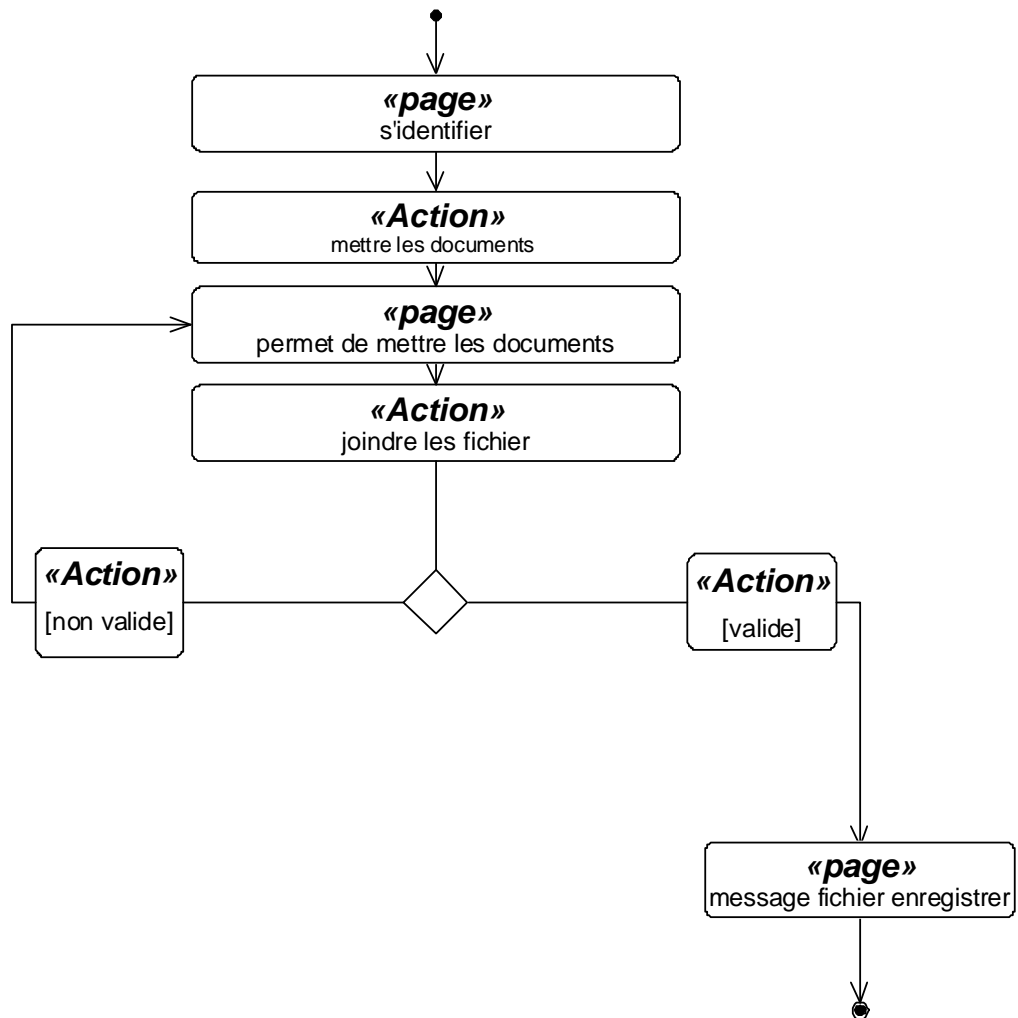 «page»
s'identifier
«Action»
mettre les documents
«page»
permet de mettre les documents
«Action»
joindre les fichier
«Action»
[non valide]
«Action»
[valide]
«page»
message fichier enregistrer